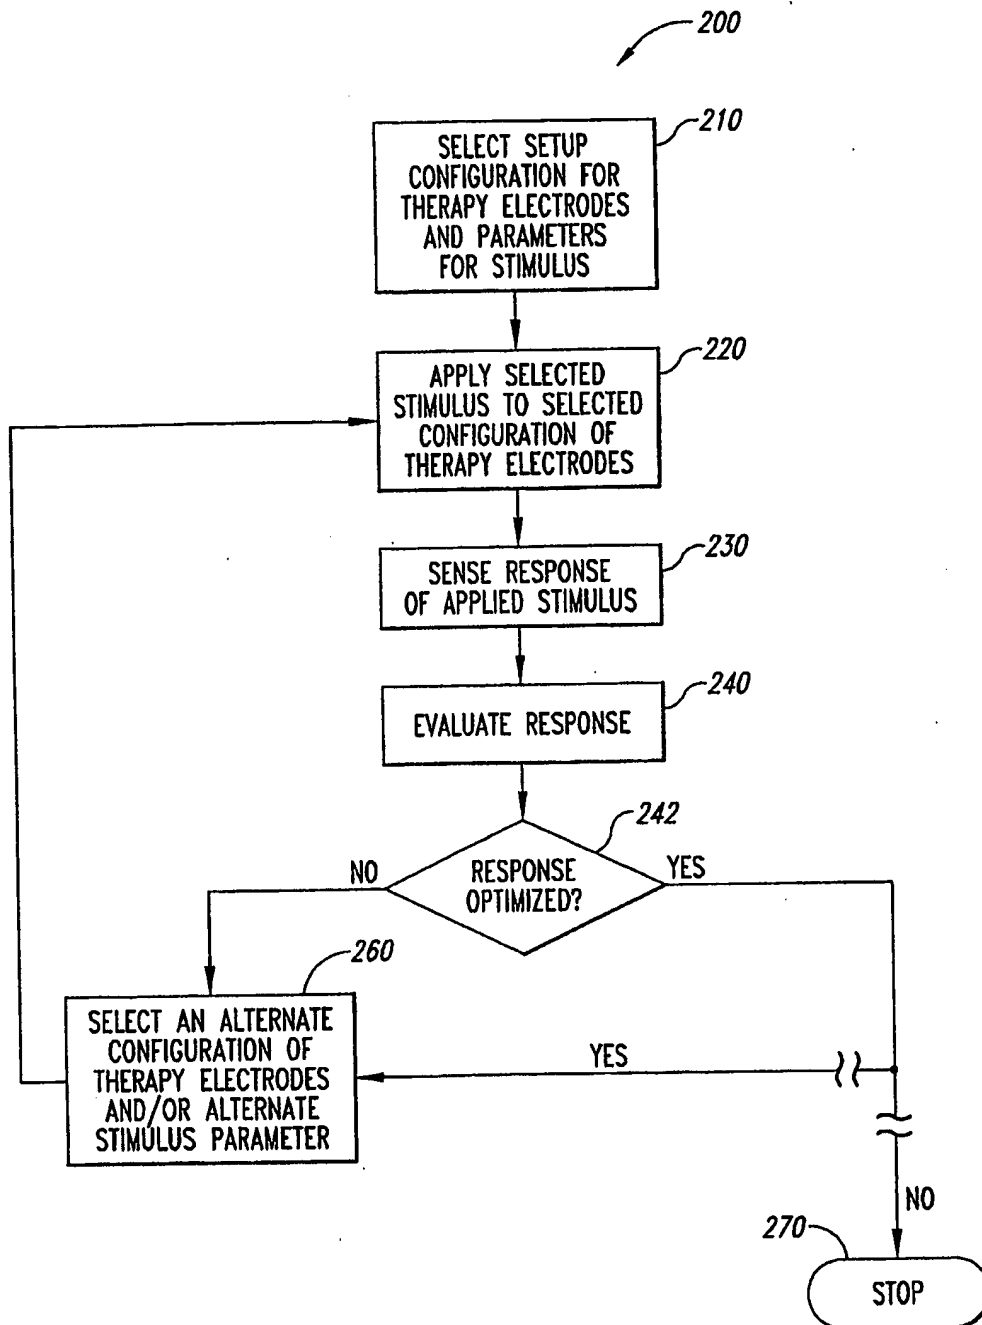 200
210
SELECT SETUP
CONFIGURATION FOR
THERAPY ELECTRODES
AND PARAMETERS
FOR STIMULUS
220
APPLY SELECTED
STIMULUS TO SELECTED
CONFIGURATION OF
THERAPY ELECTRODES
230
SENSE RESPONSE
OF APPLIED STIMULUS
240
EVALUATE RESPONSE
242
NO
RESPONSE
OPTIMIZED?
YES
260
SELECT AN ALTERNATE
CONFIGURATION OF
THERAPY ELECTRODES
AND/OR ALTERNATE
STIMULUS PARAMETER
YES
NO
270
STOP